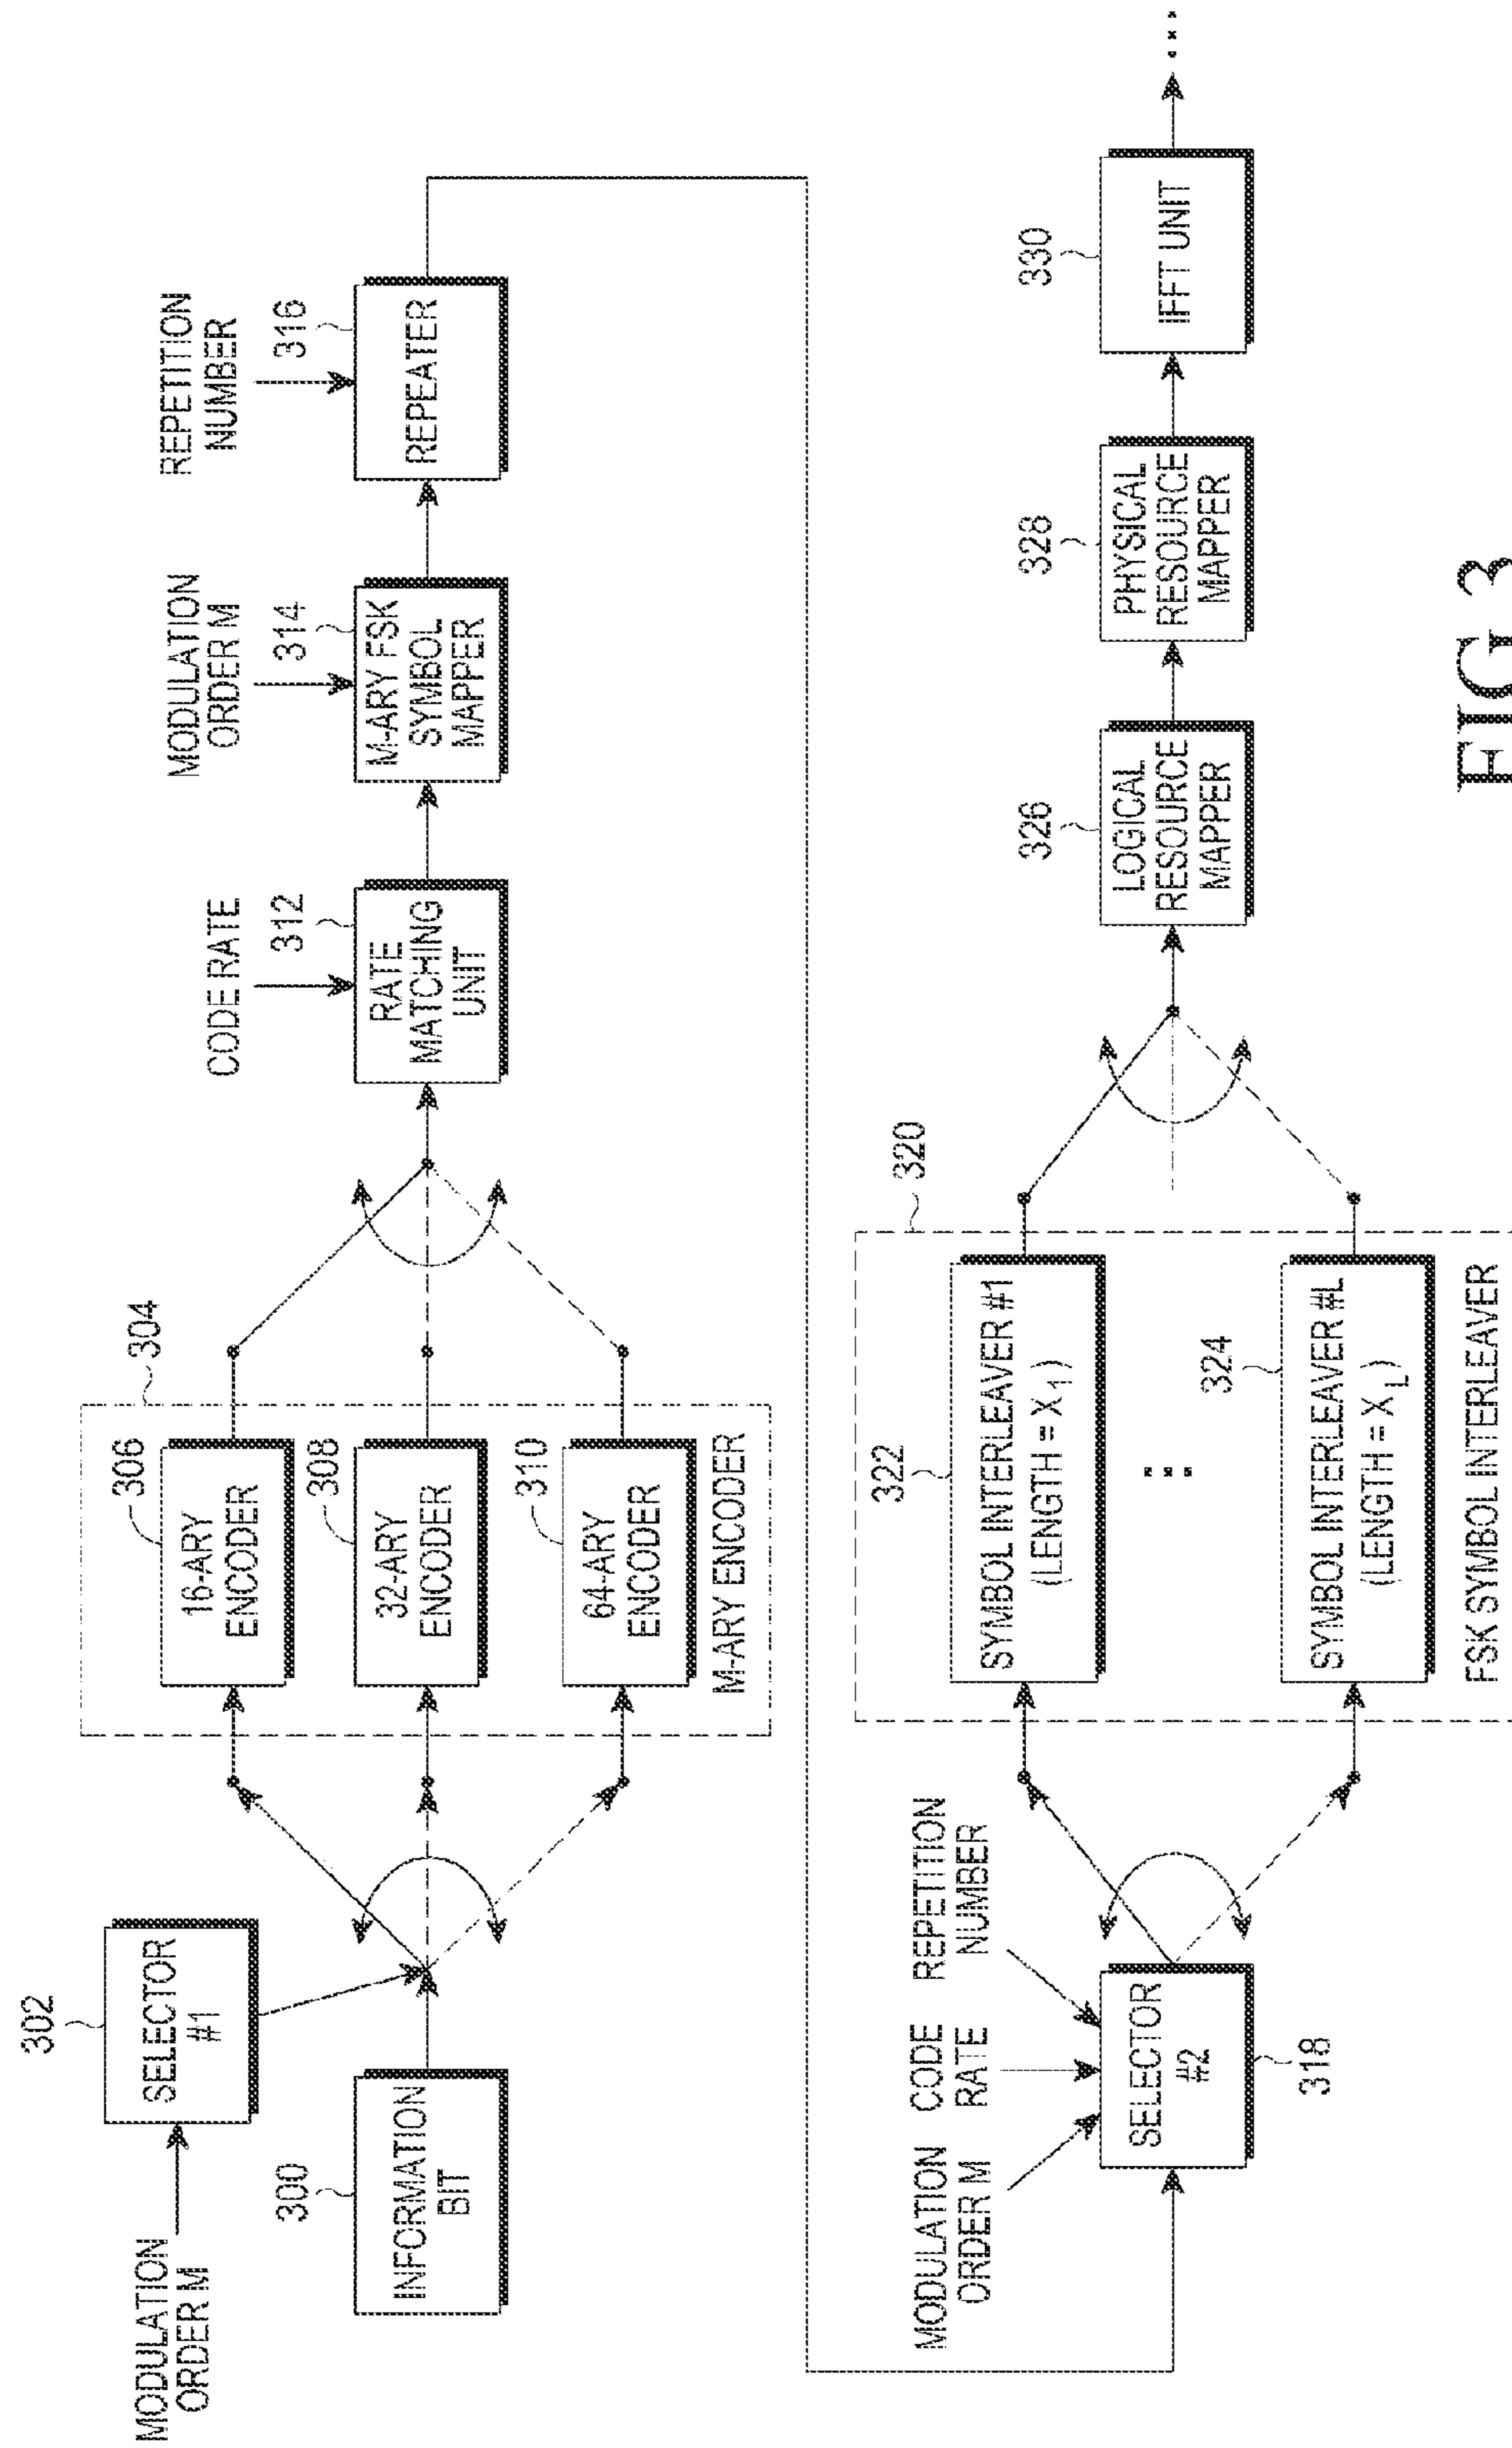 MODULATION
ORDER M
302
SELECTOR
#1
300
INFORMATION
BIT
304
306
16-ARY
ENCODER
308
32-ARY
ENCODER
310
64-ARY
ENCODER
M-ARY ENCODER
CODE RATE
312
RATE
MATCHING
UNIT
MODULATION
ORDER M
314
M-ARY FSK
SYMBOL
MAPPER
REPETITION
NUMBER
316
REPEATER
MODULATION
ORDER M
CODE
RATE
REPETITION
NUMBER
SELECTOR
#2
318
320
322
SYMBOL INTERLEAVER #1
(LENGTH = X1)
...
324
SYMBOL INTERLEAVER #L
(LENGTH = XL)
FSK SYMBOL INTERLEAVER
326
LOGICAL
RESOURCE
MAPPER
328
PHYSICAL
RESOURCE
MAPPER
330
IFFT UNIT
...
FIG 3